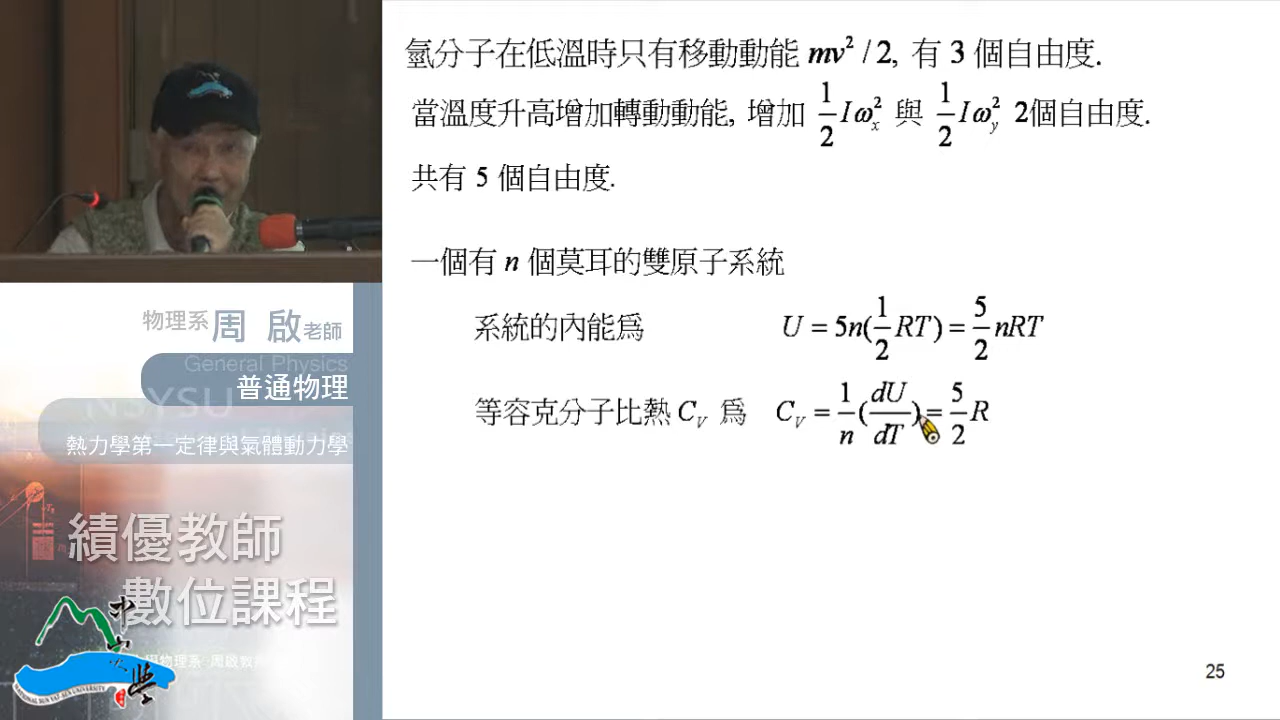 氫分子在低溫時只有移動動能 mv² / 2, 有 3 個自由度.
當溫度升高增加轉動動能, 增加 1/2 Iω_x² 與 1/2 Iω_y² 2個自由度.
共有 5 個自由度.
一個有 n 個莫耳的雙原子系統
系統的內能為 U = 5n(1/2 RT) = 5/2 nRT
等容克分子比熱 C_V 為 C_V = 1/n (dU/dT) = 5/2 R
25
物理系 周 啟 老師
General Physics
普通物理
NSYSU
熱力學第一定律與氣體動力學
績優教師
數位課程
NATIONAL SUN YAT-SEN UNIVERSITY